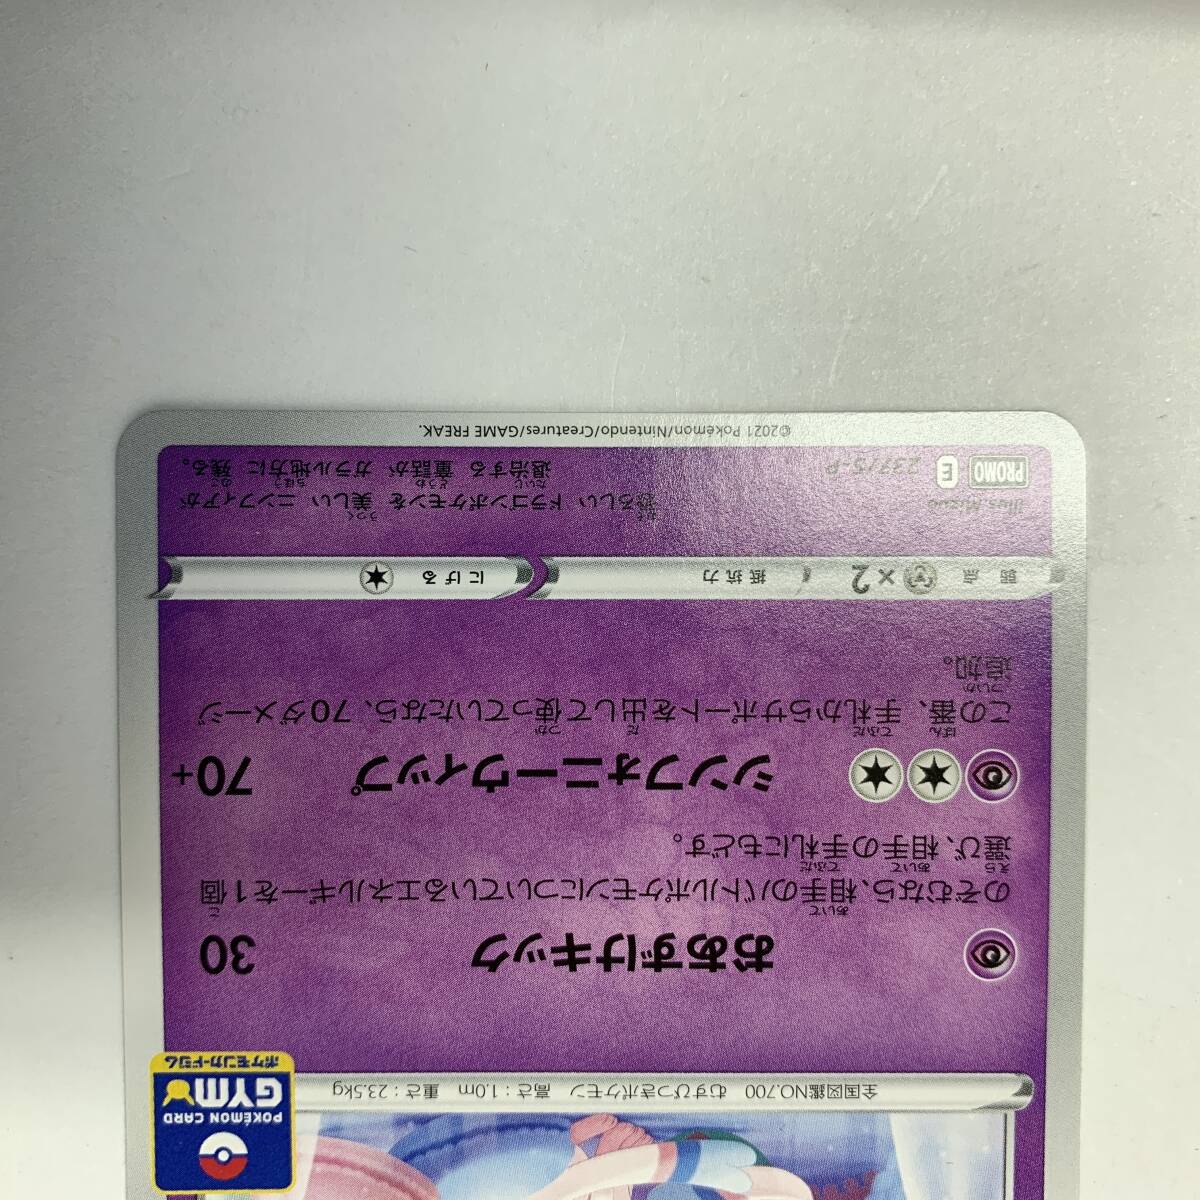 POKÉMON CARD
GYM
ポケモンカードジム
全国図鑑NO.700 むすびつきポケモン 高さ：1.0m 重さ：23.5kg
おあずけキック 30
のぞむなら、相手のバトルポケモンについているエネルギーを1個
選び、相手の手札にもどす。
シンフォニーウィップ 70+
この番、手札からサポートを出して使っていたなら、70ダメージ
追加。
弱点 ×2 抵抗力 にげる
Illus. Mizue
PROMO E 237/S-P
恐ろしい ドラゴンポケモンを 美しい ニンフィアが
退治する 童話が ガラル地方に 残る。
©2021 Pokémon/Nintendo/Creatures/GAME FREAK.